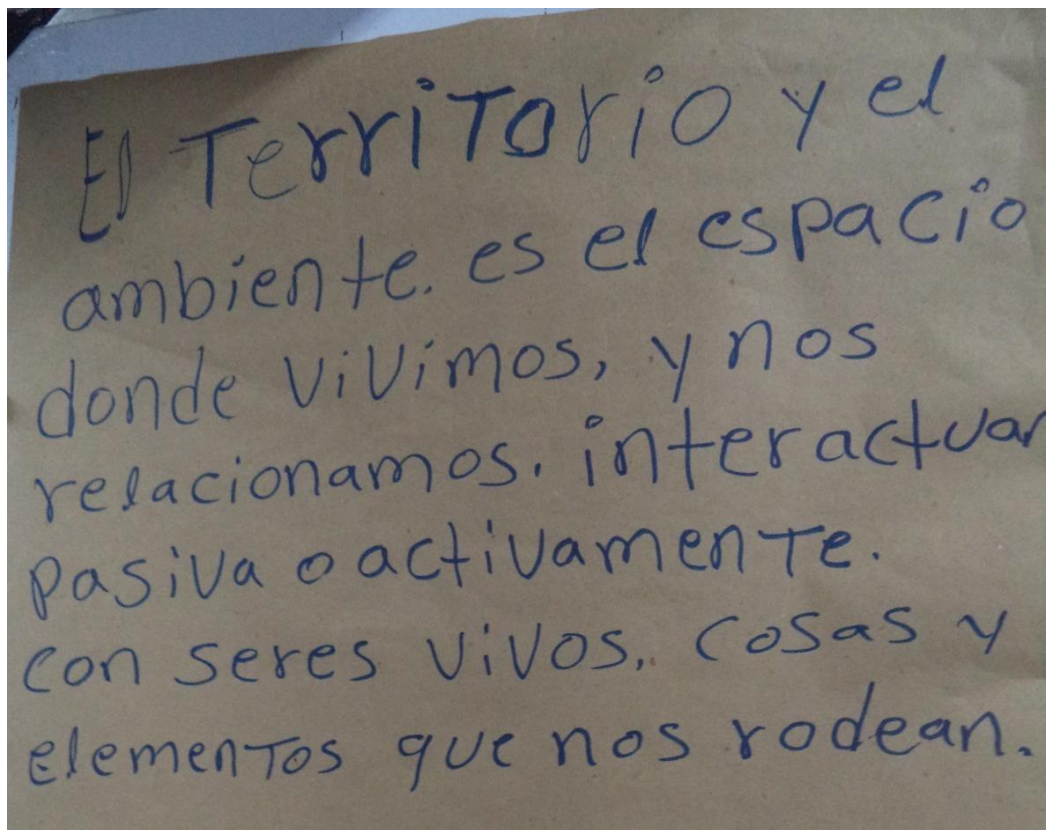 El Territorio y el
ambiente. es el espacio
donde vivimos, y nos
relacionamos. interactuar
pasiva o activamente.
con seres vivos, cosas y
elementos que nos rodean.